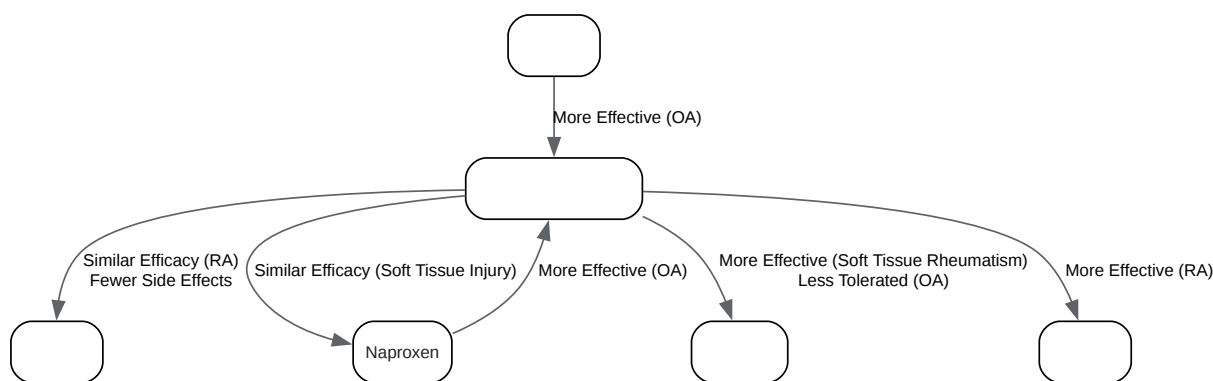 More Effective (OA)
Similar Efficacy (RA)
Fewer Side Effects
Similar Efficacy (Soft Tissue Injury)
More Effective (OA)
More Effective (Soft Tissue Rheumatism)
Less Tolerated (OA)
More Effective (RA)
Naproxen